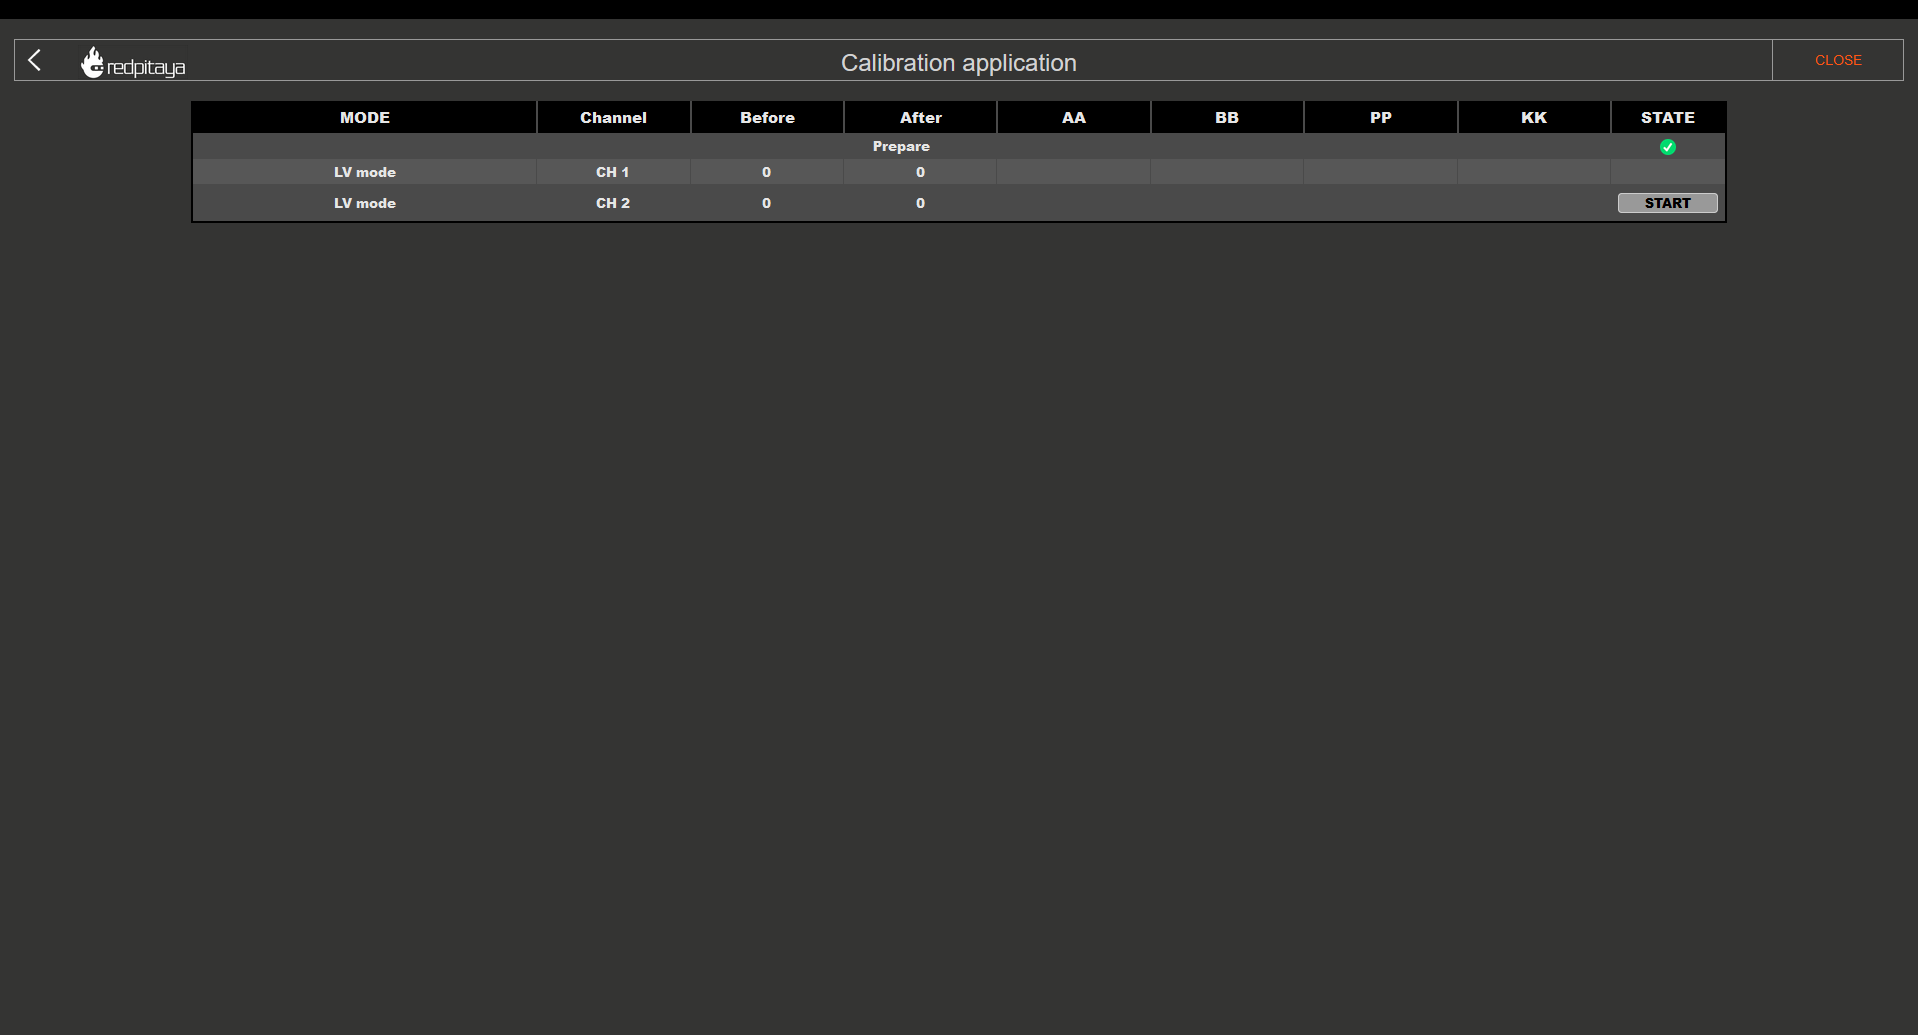 redpitaya
Calibration application
CLOSE
MODE Channel Before After AA BB PP KK STATE
Prepare
LV mode CH 1 0 0
LV mode CH 2 0 0 START